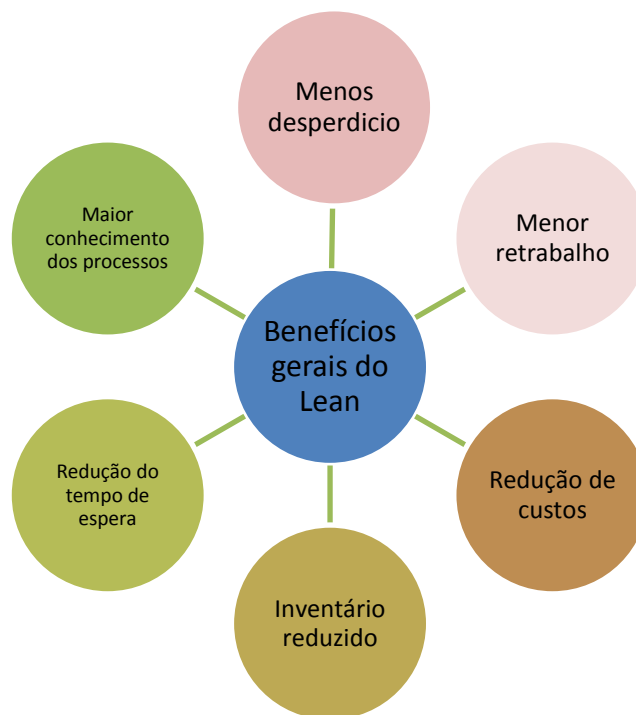 Menos
desperdicio
Menor
retrabalho
Redução de
custos
Inventário
reduzido
Redução do
tempo de
espera
Maior
conhecimento
dos processos
Benefícios
gerais do
Lean